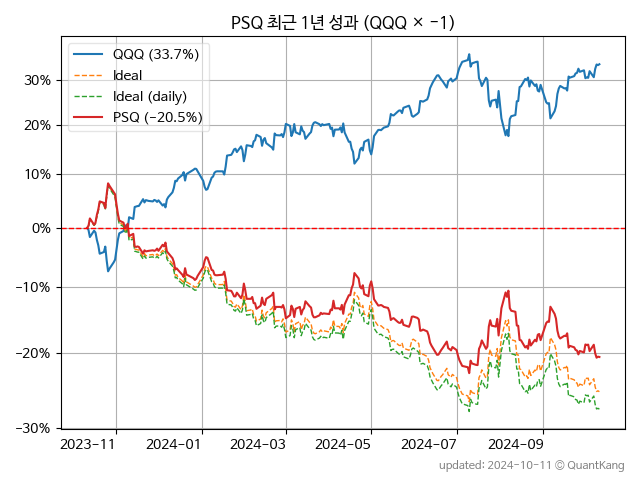 PSQ 최근 1년 성과 (QQQ × −1)
QQQ (33.7%)
Ideal
Ideal (daily)
PSQ (−20.5%)
30%
20%
10%
0%
−10%
−20%
−30%
2023−11 2024−01 2024−03 2024−05 2024−07 2024−09
updated: 2024-10-11 © QuantKang